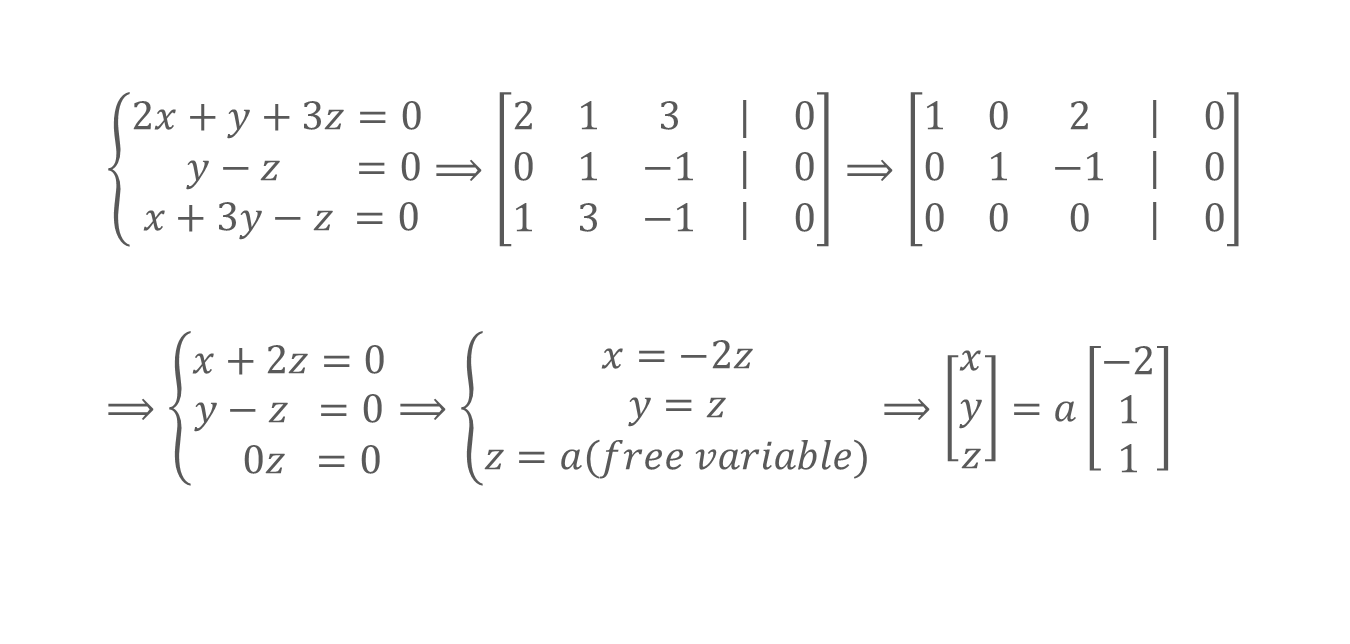 {2x + y + 3z = 0 ⟹ [2 1 3 | 0] ⟹ [1 0 2 | 0]
y − z = 0 [0 1 −1 | 0] [0 1 −1 | 0]
x + 3y − z = 0 [1 3 −1 | 0] [0 0 0 | 0]
⟹ {x + 2z = 0 ⟹ {x = −2z ⟹ [x] = a [−2]
y − z = 0 y = z [y] [1]
0z = 0 z = a(free variable) [z] [1]